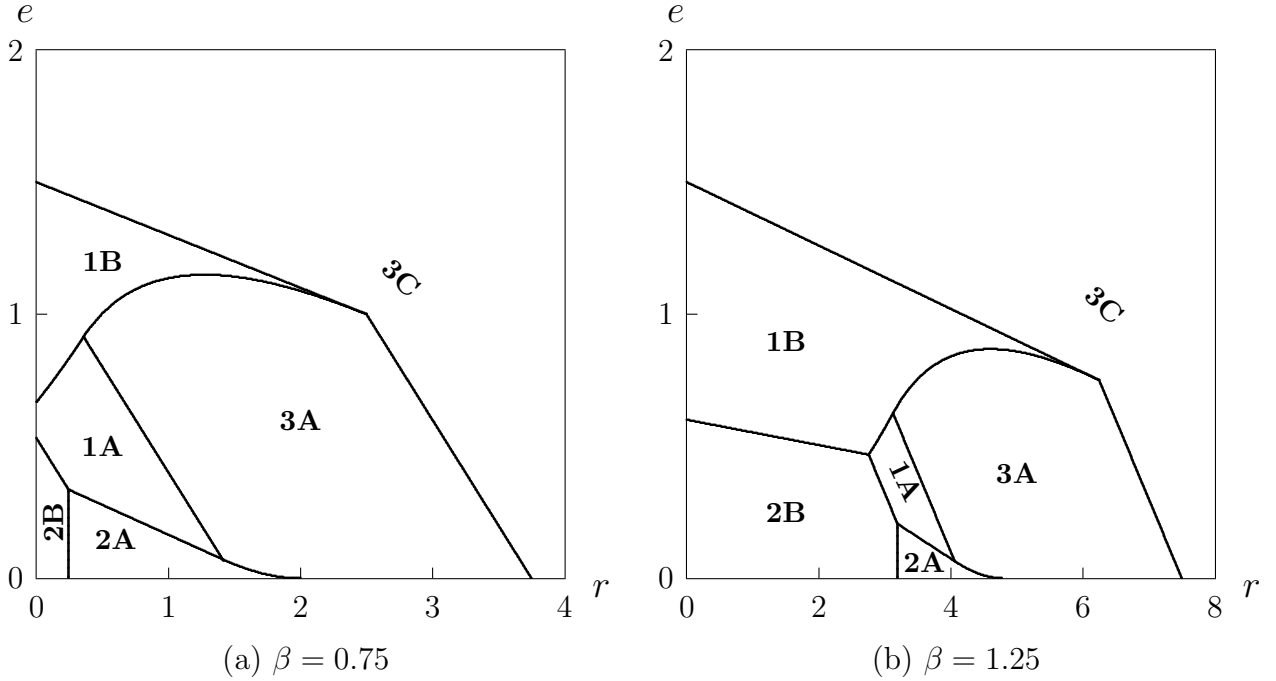 e
2
1
0
0 1 2 3 4 r
1B
3C
1A
3A
2B
2A
(a) β = 0.75
e
2
1
0
0 2 4 6 8 r
1B
3C
1A
3A
2B
2A
(b) β = 1.25